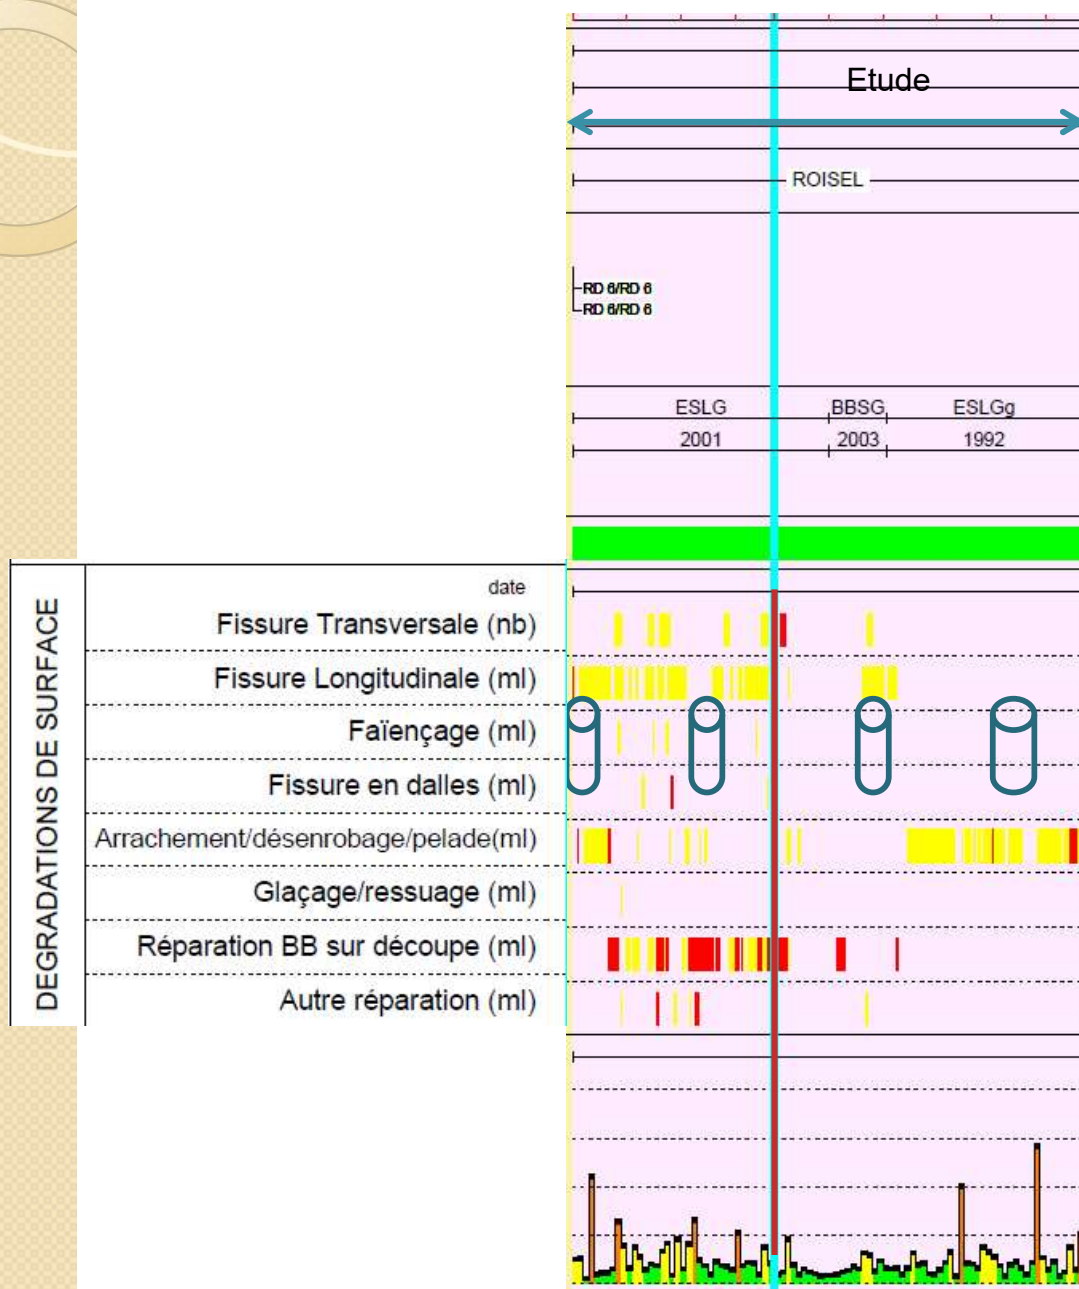 Etude
ROISEL
RD 6/RD 6
RD 6/RD 6
ESLG BBSG ESLGg
2001 2003 1992
DEGRADATIONS DE SURFACE
date
Fissure Transversale (nb)
Fissure Longitudinale (ml)
Faïençage (ml)
Fissure en dalles (ml)
Arrachement/désenrobage/pelade(ml)
Glaçage/ressuage (ml)
Réparation BB sur découpe (ml)
Autre réparation (ml)